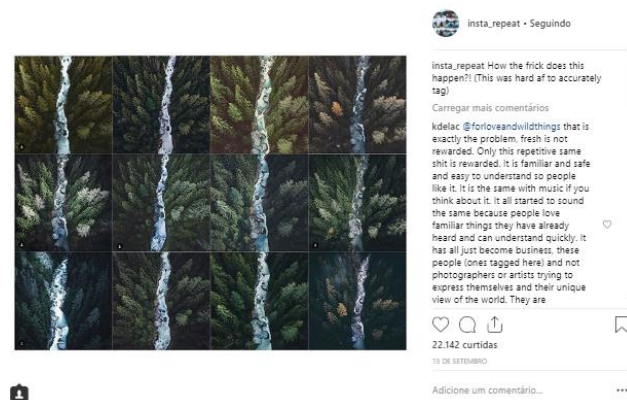 insta_repeat • Seguindo
insta_repeat How the frick does this
happen?! (This was hard af to accurately
tag)
Carregar mais comentários
kdelac @forloveandwildthings that is
exactly the problem, fresh is not
rewarded. Only this repetitive same
shit is rewarded. It is familiar and safe
and easy to understand so people
like it. It is the same with music if you
think about it. It all started to sound
the same because people love
familiar things they have already
heard and can understand quickly. It
has all just become business, these
people (ones tagged here) and not
photographers or artists trying to
express themselves and their unique
view of the world. They are
22.142 curtidas
15 DE SETEMBRO
Adicione um comentário...